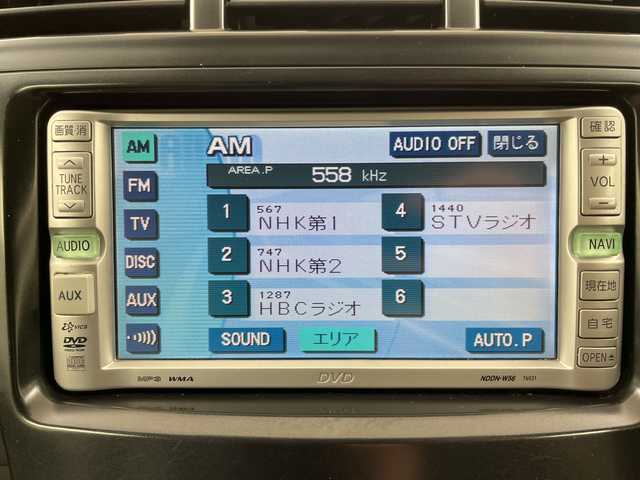 画質・消
TUNE
TRACK
AUDIO
AUX
VICS
DVD
AM
FM
TV
DISC
AUX
AM
AUDIO OFF
閉じる
AREA.P 558 kHz
1 567 NHK第1
4 1440 STVラジオ
2 747 NHK第2
5
3 1287 HBCラジオ
6
SOUND
エリア
AUTO.P
確認
+
VOL
−
NAVI
現在地
自宅
OPEN
MP3 WMA
DVD
NDDN-W56